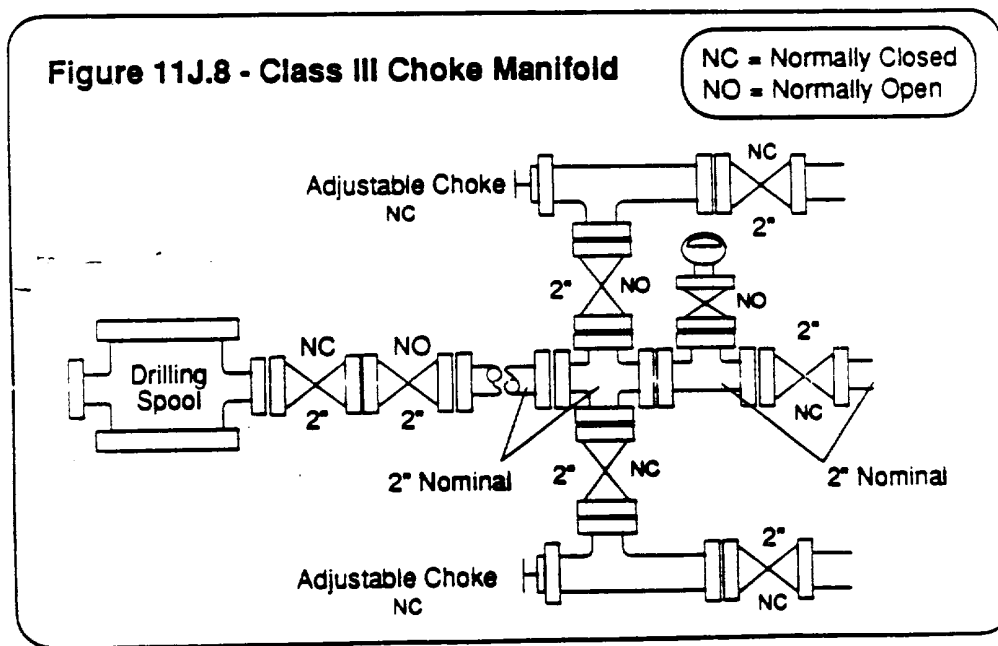 Figure 11J.8 - Class III Choke Manifold
NC = Normally Closed
NO = Normally Open
NC
Adjustable Choke
NC
2"
2"
NO
NO
2"
NC
NO
Drilling
Spool
2"
2"
NC
2" Nominal
2"
NC
2" Nominal
2"
Adjustable Choke
NC
NC